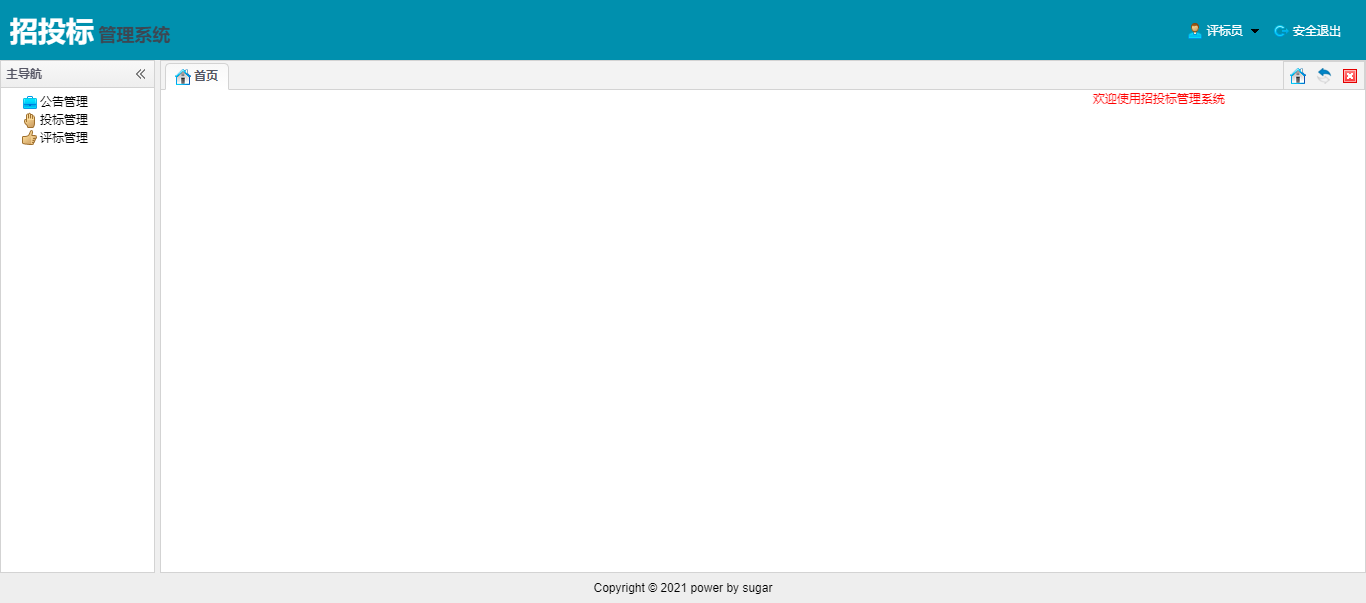 招投标 管理系统
评标员 安全退出
主导航
首页
公告管理
投标管理
评标管理
欢迎使用招投标管理系统
Copyright © 2021 power by sugar